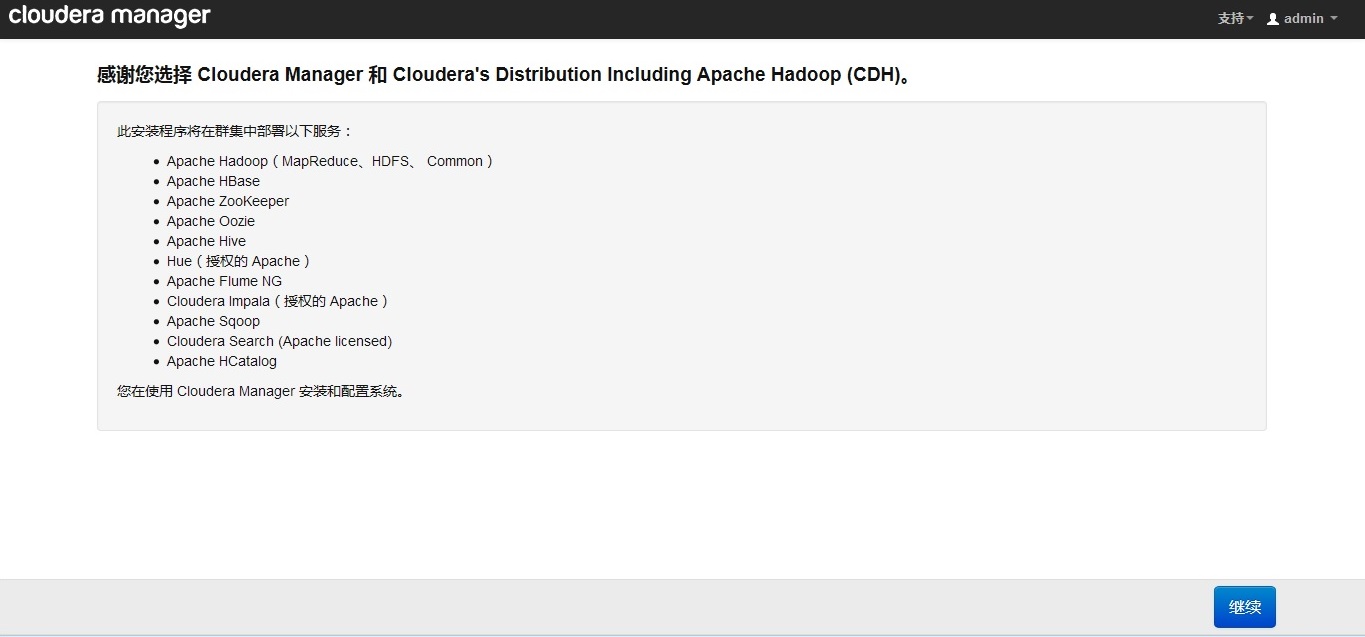 cloudera manager
支持 admin
感谢您选择 Cloudera Manager 和 Cloudera's Distribution Including Apache Hadoop (CDH)。
此安装程序将在群集中部署以下服务：
Apache Hadoop（MapReduce、HDFS、 Common）
Apache HBase
Apache ZooKeeper
Apache Oozie
Apache Hive
Hue（授权的 Apache）
Apache Flume NG
Cloudera Impala（授权的 Apache）
Apache Sqoop
Cloudera Search (Apache licensed)
Apache HCatalog
您在使用 Cloudera Manager 安装和配置系统。
继续